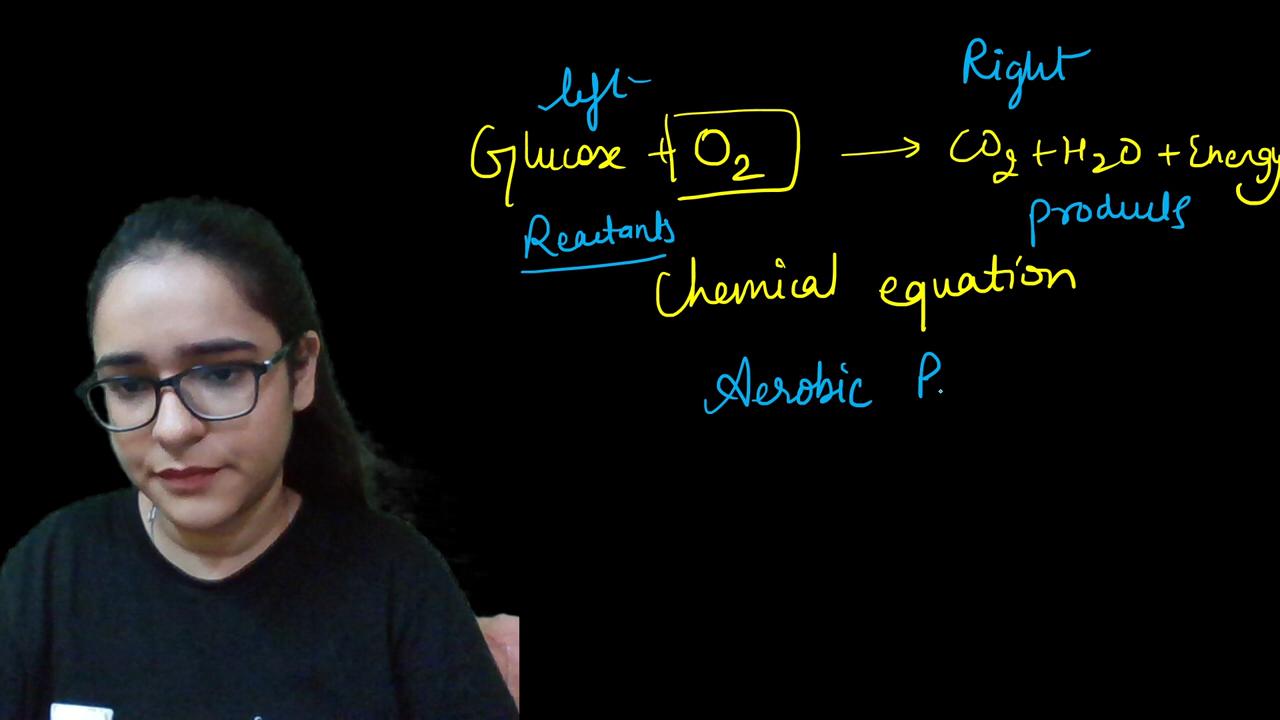 left Right
Glucose + O2 → CO2 + H2O + Energy
Reactants products
Chemical equation
Aerobic P.